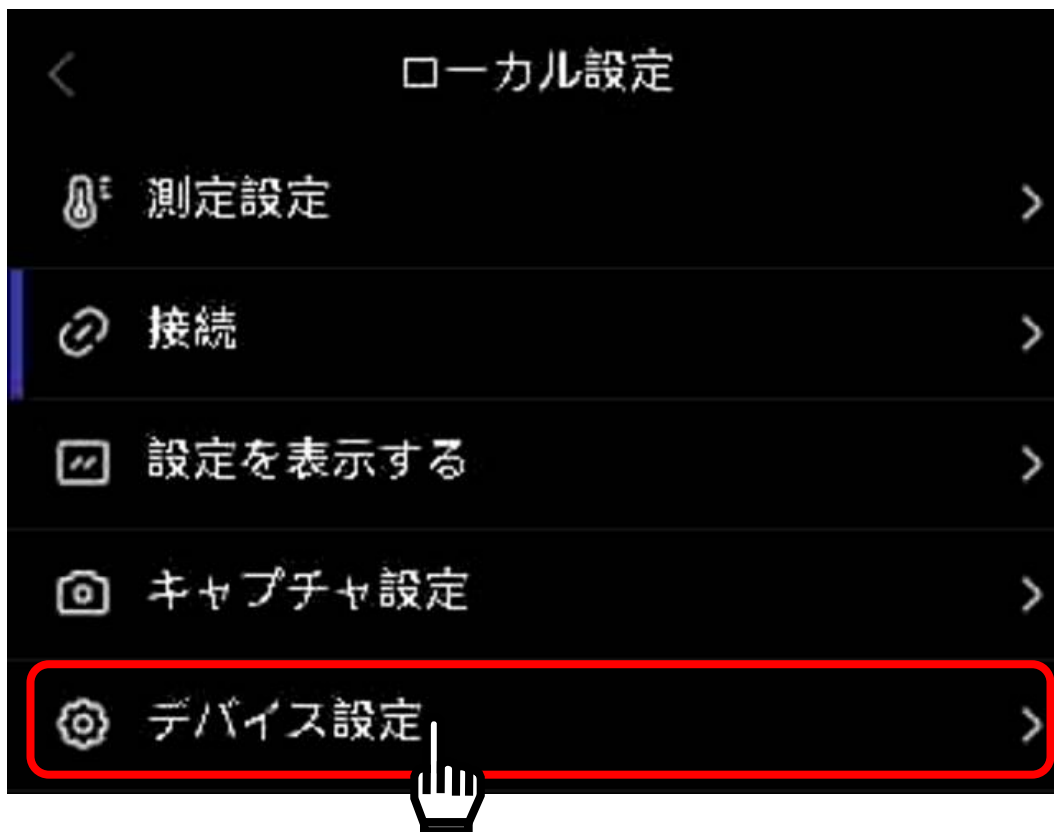 ローカル設定
測定設定
接続
設定を表示する
キャプチャ設定
デバイス設定